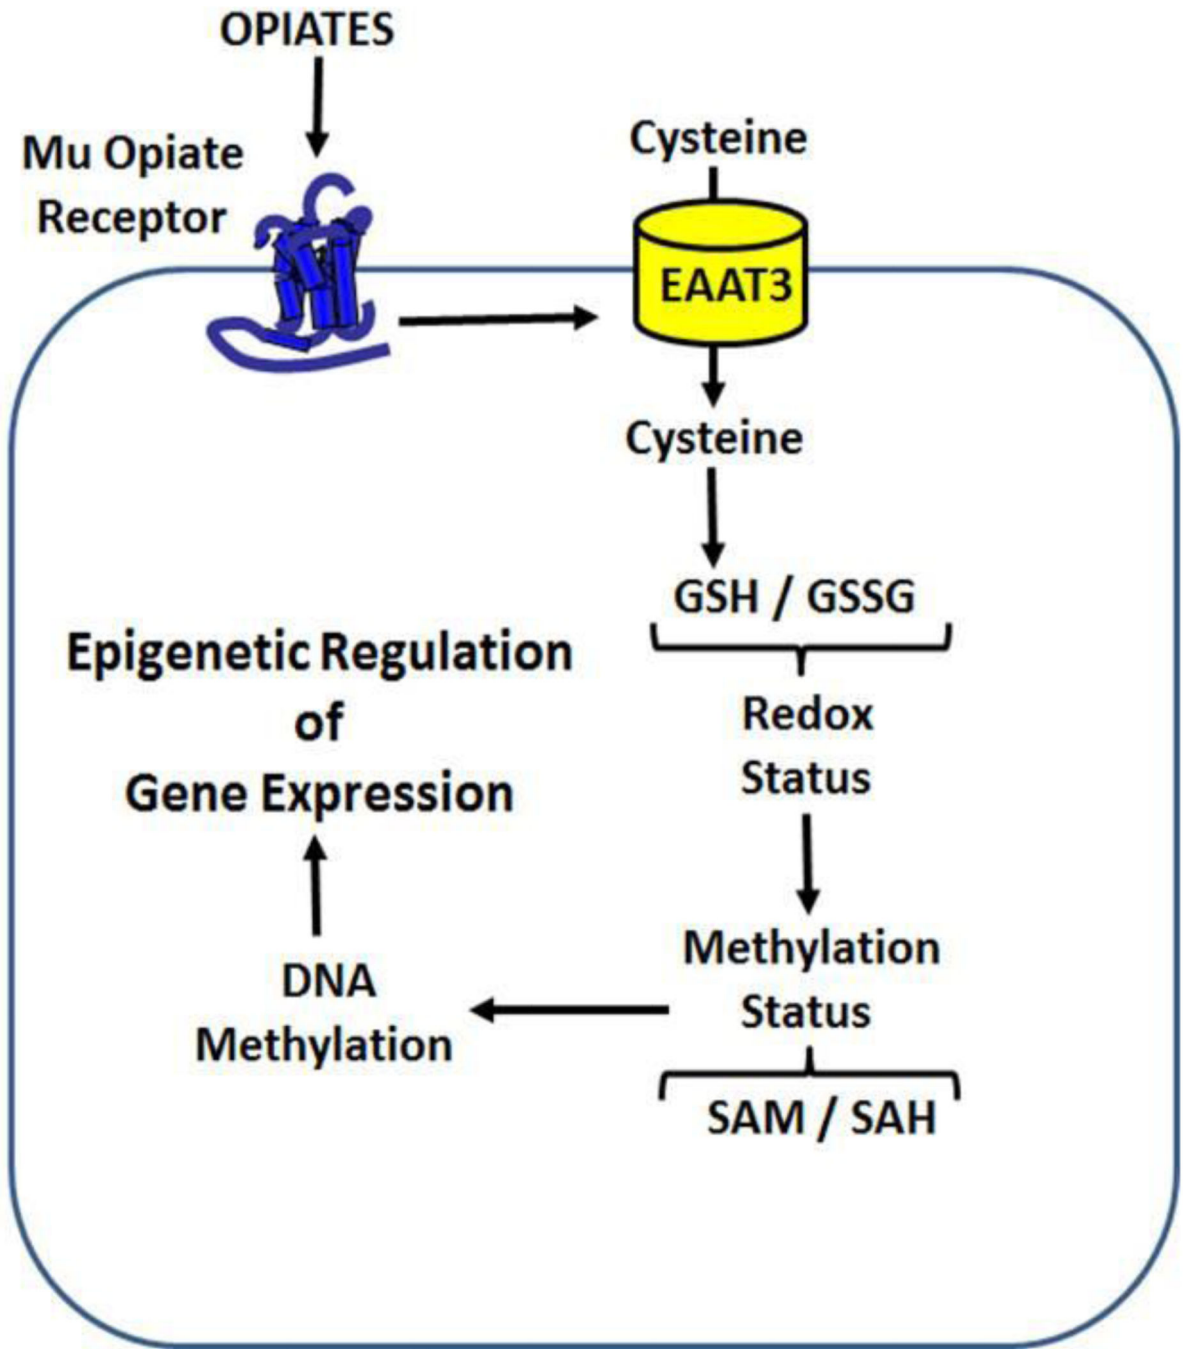 OPIATES
Mu Opiate
Receptor
Cysteine
EAAT3
Cysteine
GSH / GSSG
Redox
Status
Methylation
Status
SAM / SAH
DNA
Methylation
Epigenetic Regulation
of
Gene Expression